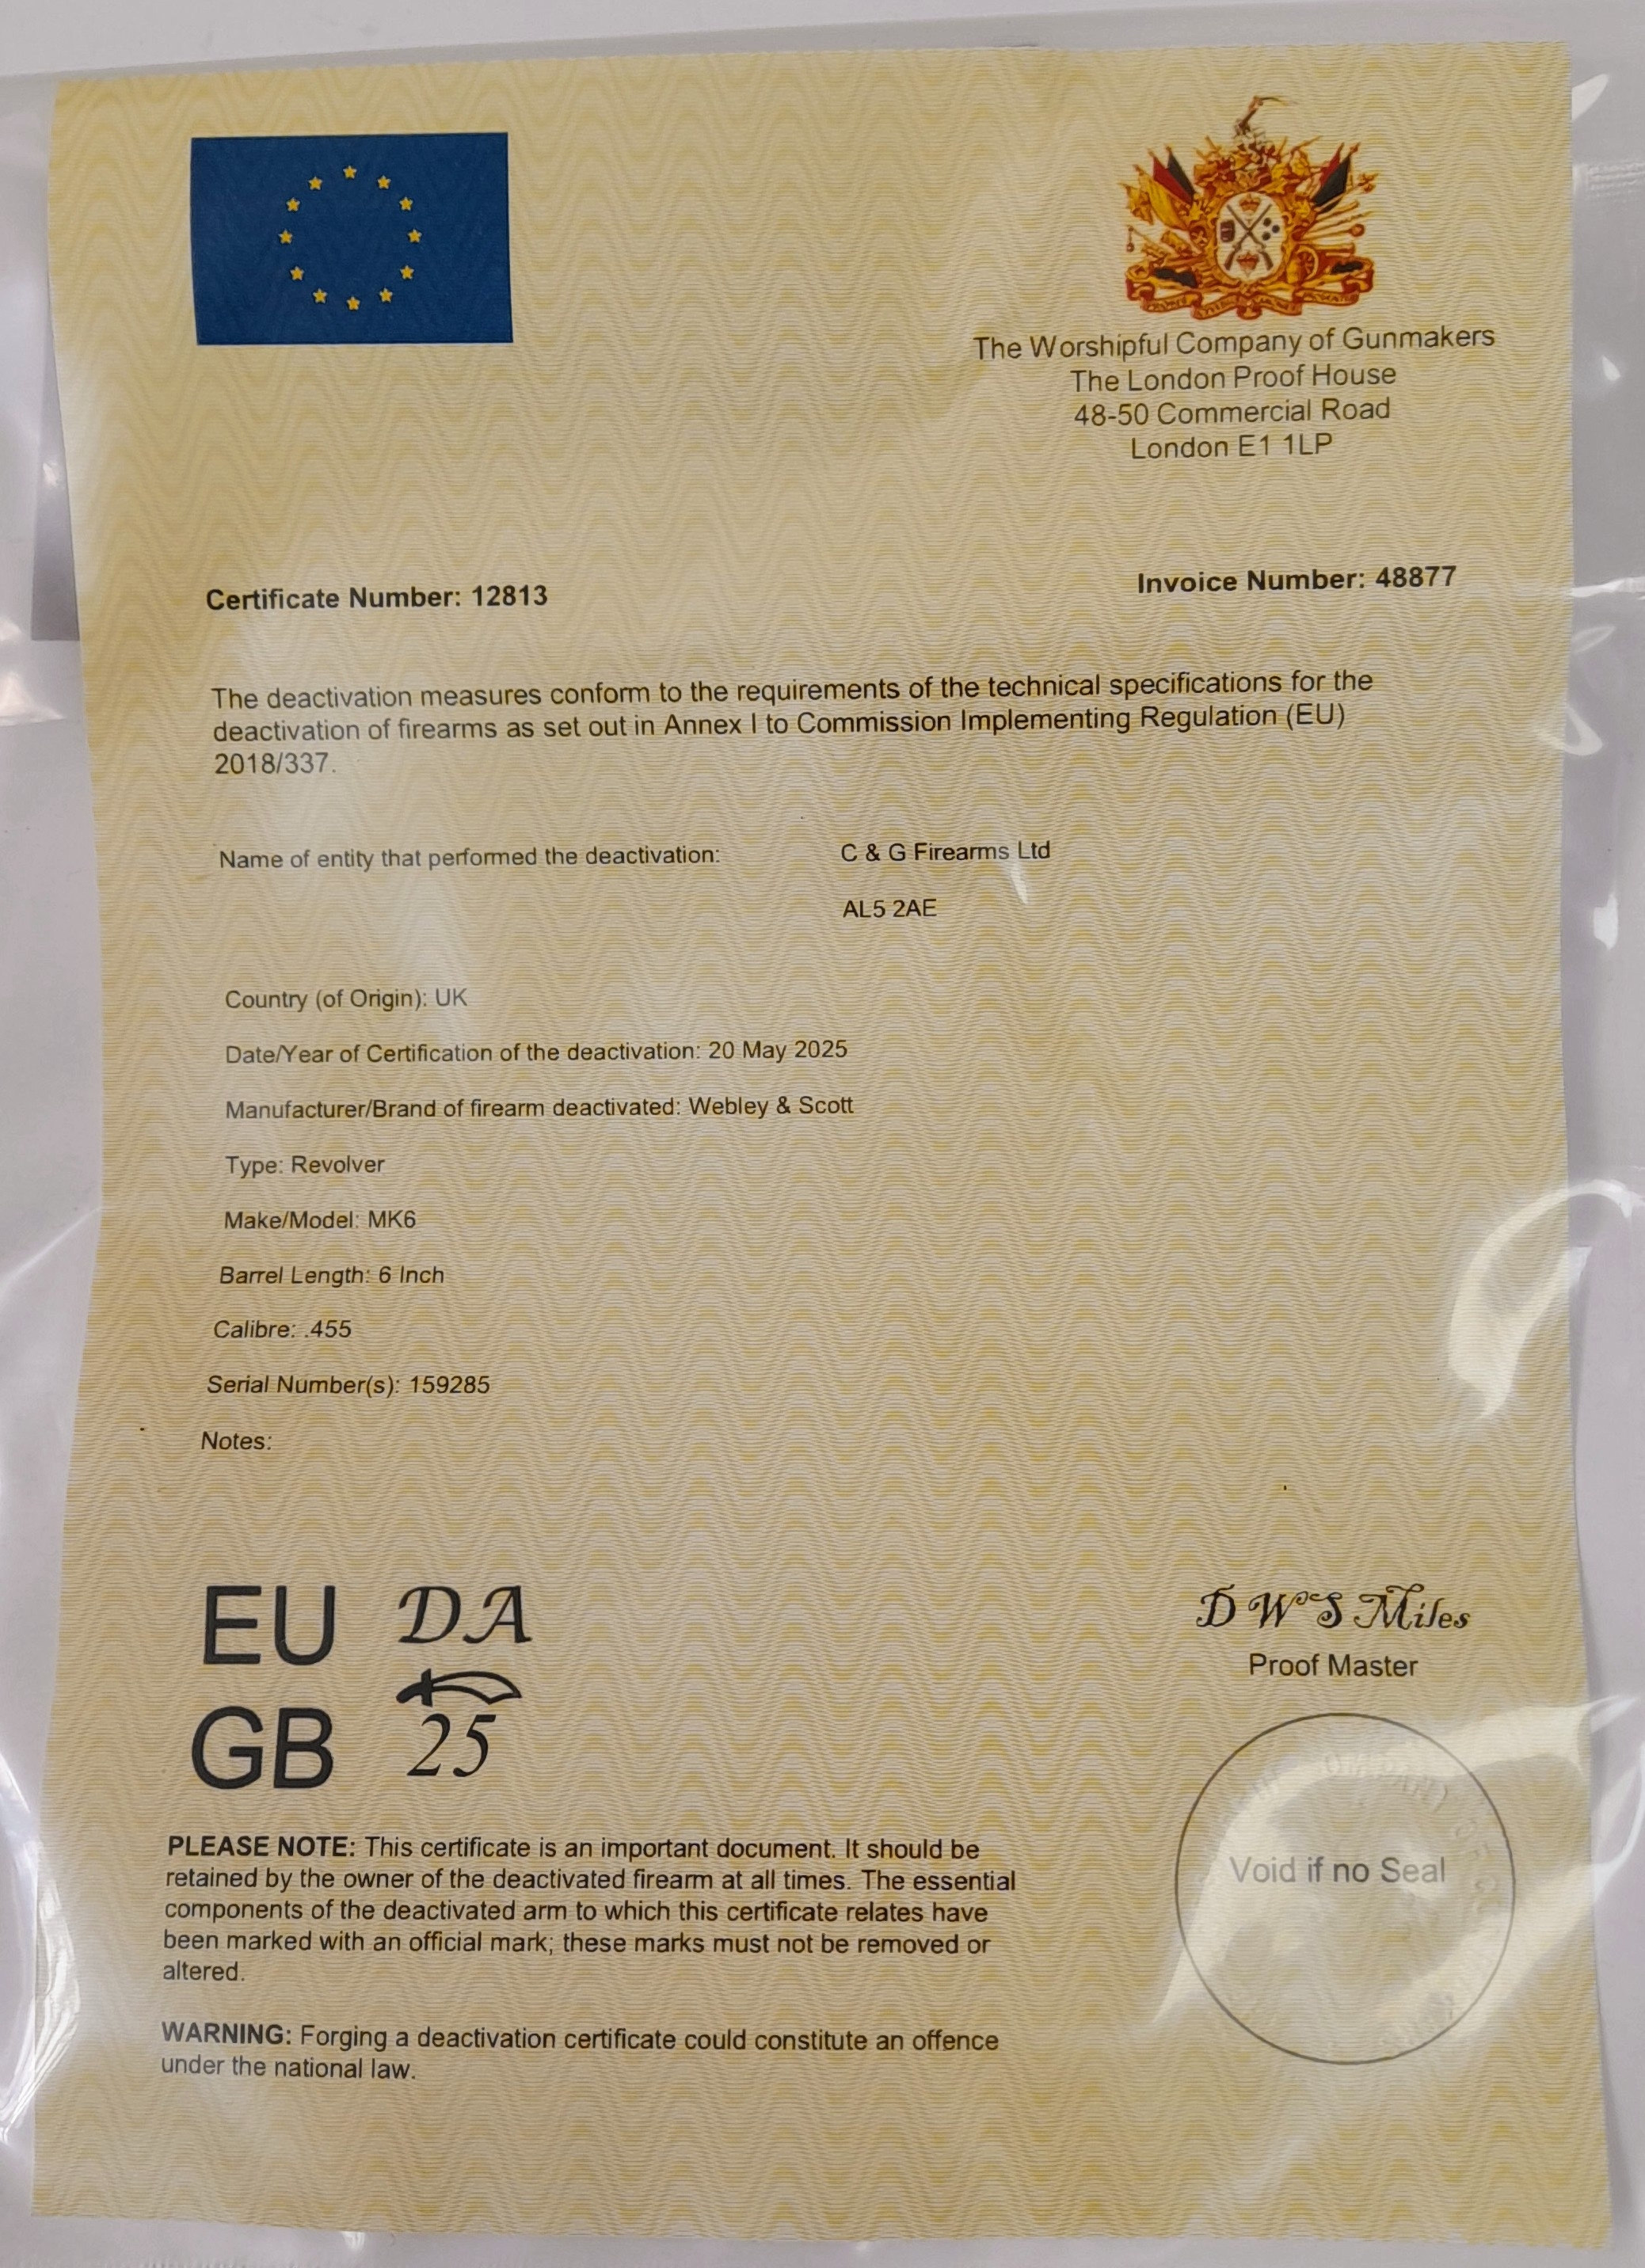 The Worshipful Company of Gunmakers
The London Proof House
48-50 Commercial Road
London E1 1LP
Certificate Number: 12813
Invoice Number: 48877
The deactivation measures conform to the requirements of the technical specifications for the
deactivation of firearms as set out in Annex I to Commission Implementing Regulation (EU)
2018/337.
Name of entity that performed the deactivation: C & G Firearms Ltd
AL5 2AE
Country (of Origin): UK
Date/Year of Certification of the deactivation: 20 May 2025
Manufacturer/Brand of firearm deactivated: Webley & Scott
Type: Revolver
Make/Model: MK6
Barrel Length: 6 Inch
Calibre: .455
Serial Number(s): 159285
Notes:
EU DA
GB 25
D W S Miles
Proof Master
Void if no Seal
PLEASE NOTE: This certificate is an important document. It should be
retained by the owner of the deactivated firearm at all times. The essential
components of the deactivated arm to which this certificate relates have
been marked with an official mark; these marks must not be removed or
altered.
WARNING: Forging a deactivation certificate could constitute an offence
under the national law.